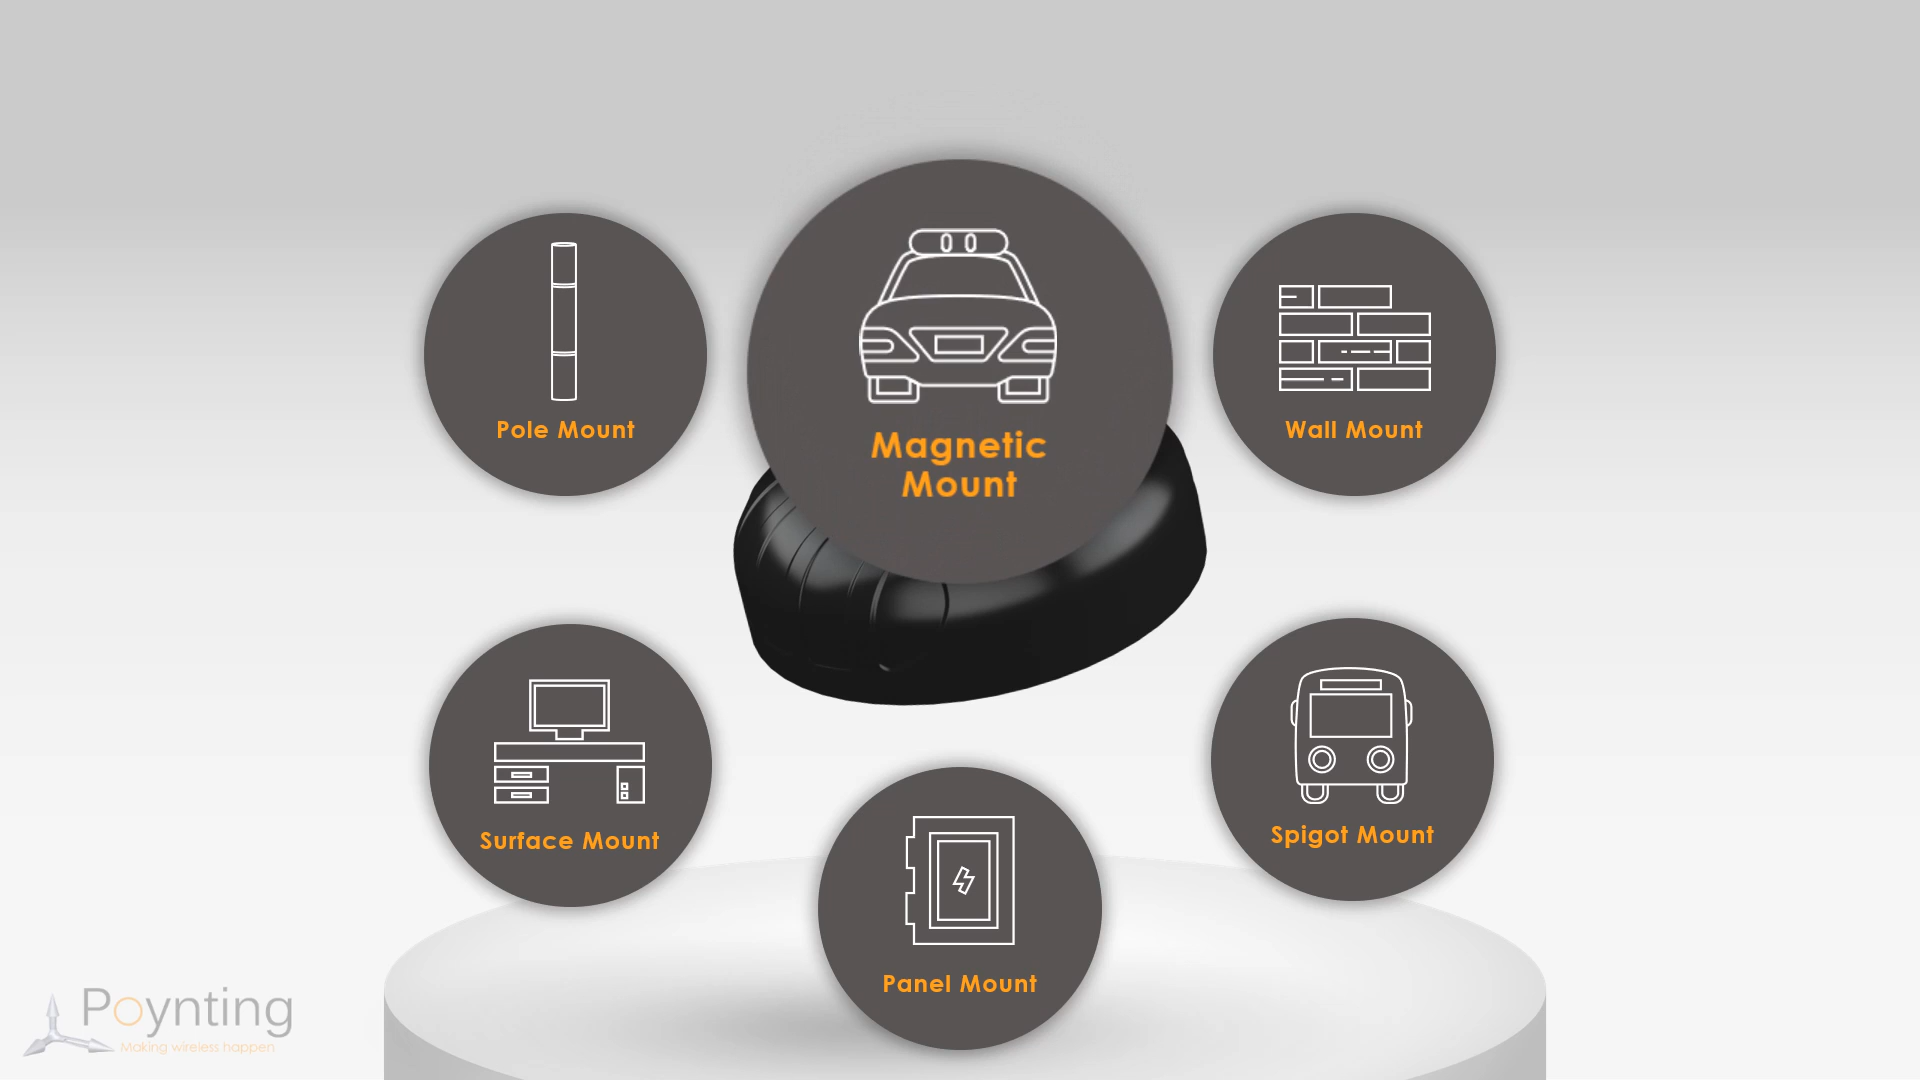 Pole Mount
Magnetic
Mount
Wall Mount
Surface Mount
Spigot Mount
Panel Mount
Poynting
Making wireless happen